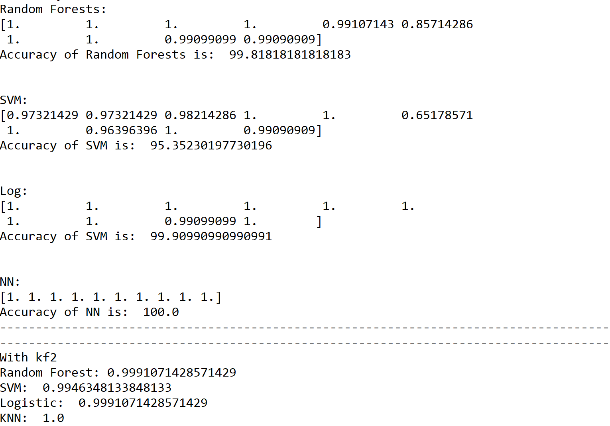 Random Forests:
[1.         1.         1.         1.         0.99107143 0.85714286
 1.         1.         0.99099099 0.99090909]
Accuracy of Random Forests is:  99.81818181818183
SVM:
[0.97321429 0.97321429 0.98214286 1.         1.         0.65178571
 1.         0.96396396 1.         0.99090909]
Accuracy of SVM is:  95.35230197730196
Log:
[1.         1.         1.         1.         1.         1.
 1.         1.         0.99099099 1.        ]
Accuracy of SVM is:  99.90990990990991
NN:
[1. 1. 1. 1. 1. 1. 1. 1. 1. 1.]
Accuracy of NN is:  100.0
With kf2
Random Forest: 0.9991071428571429
SVM:  0.9946348133848133
Logistic:  0.9991071428571429
KNN:  1.0